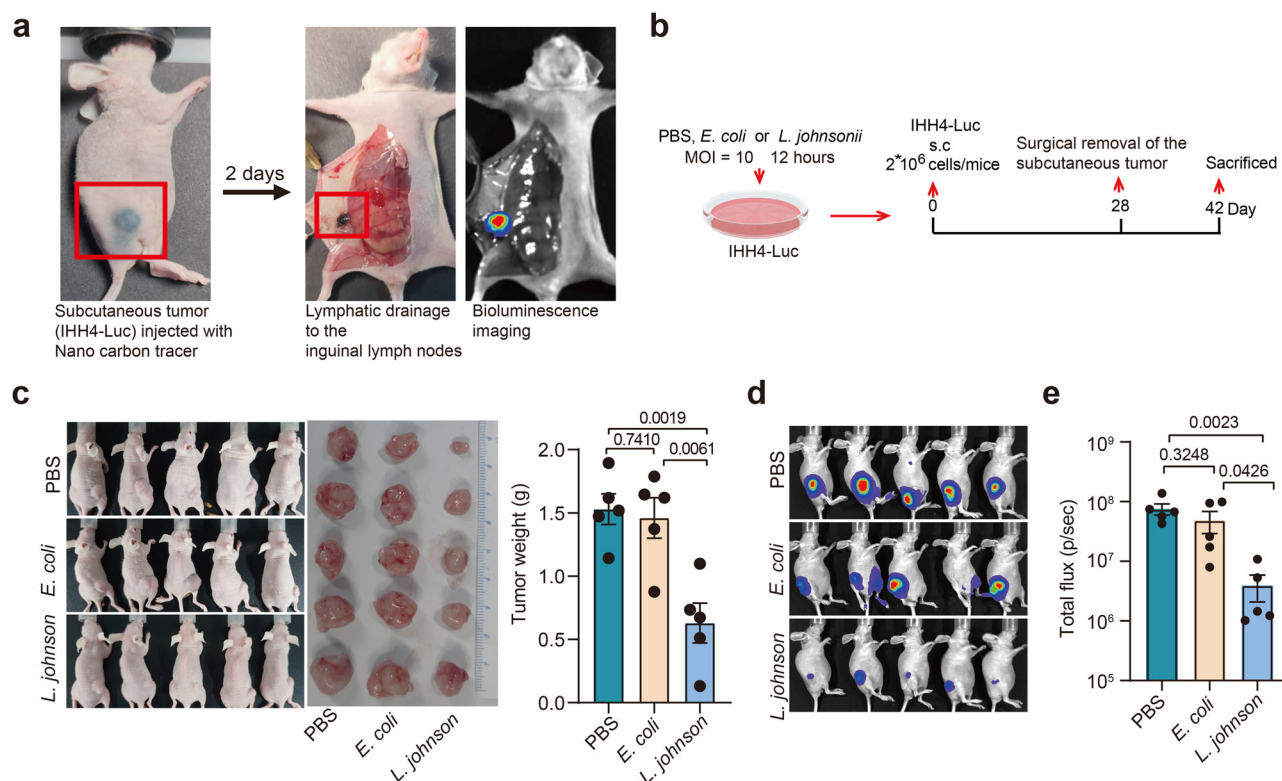 a
2 days
Subcutaneous tumor
(IHH4-Luc) injected with
Nano carbon tracer
Lymphatic drainage
to the
inguinal lymph nodes
Bioluminescence
imaging
b
PBS, E. coli or L. johnsonii
MOI = 10 12 hours
IHH4-Luc
IHH4-Luc
s.c
2*10⁶ cells/mice
Surgical removal of the
subcutaneous tumor
Sacrificed
0
28
42 Day
c
PBS
E. coli
L. johnson
PBS
E. coli
L. johnson
Tumor weight (g)
2.0
1.5
1.0
0.5
0.0
0.0019
0.7410
0.0061
PBS
E. coli
L. johnson
d
PBS
E. coli
L. johnson
e
Total flux (p/sec)
10⁹
10⁸
10⁷
10⁶
10⁵
0.0023
0.3248
0.0426
PBS
E. coli
L. johnson